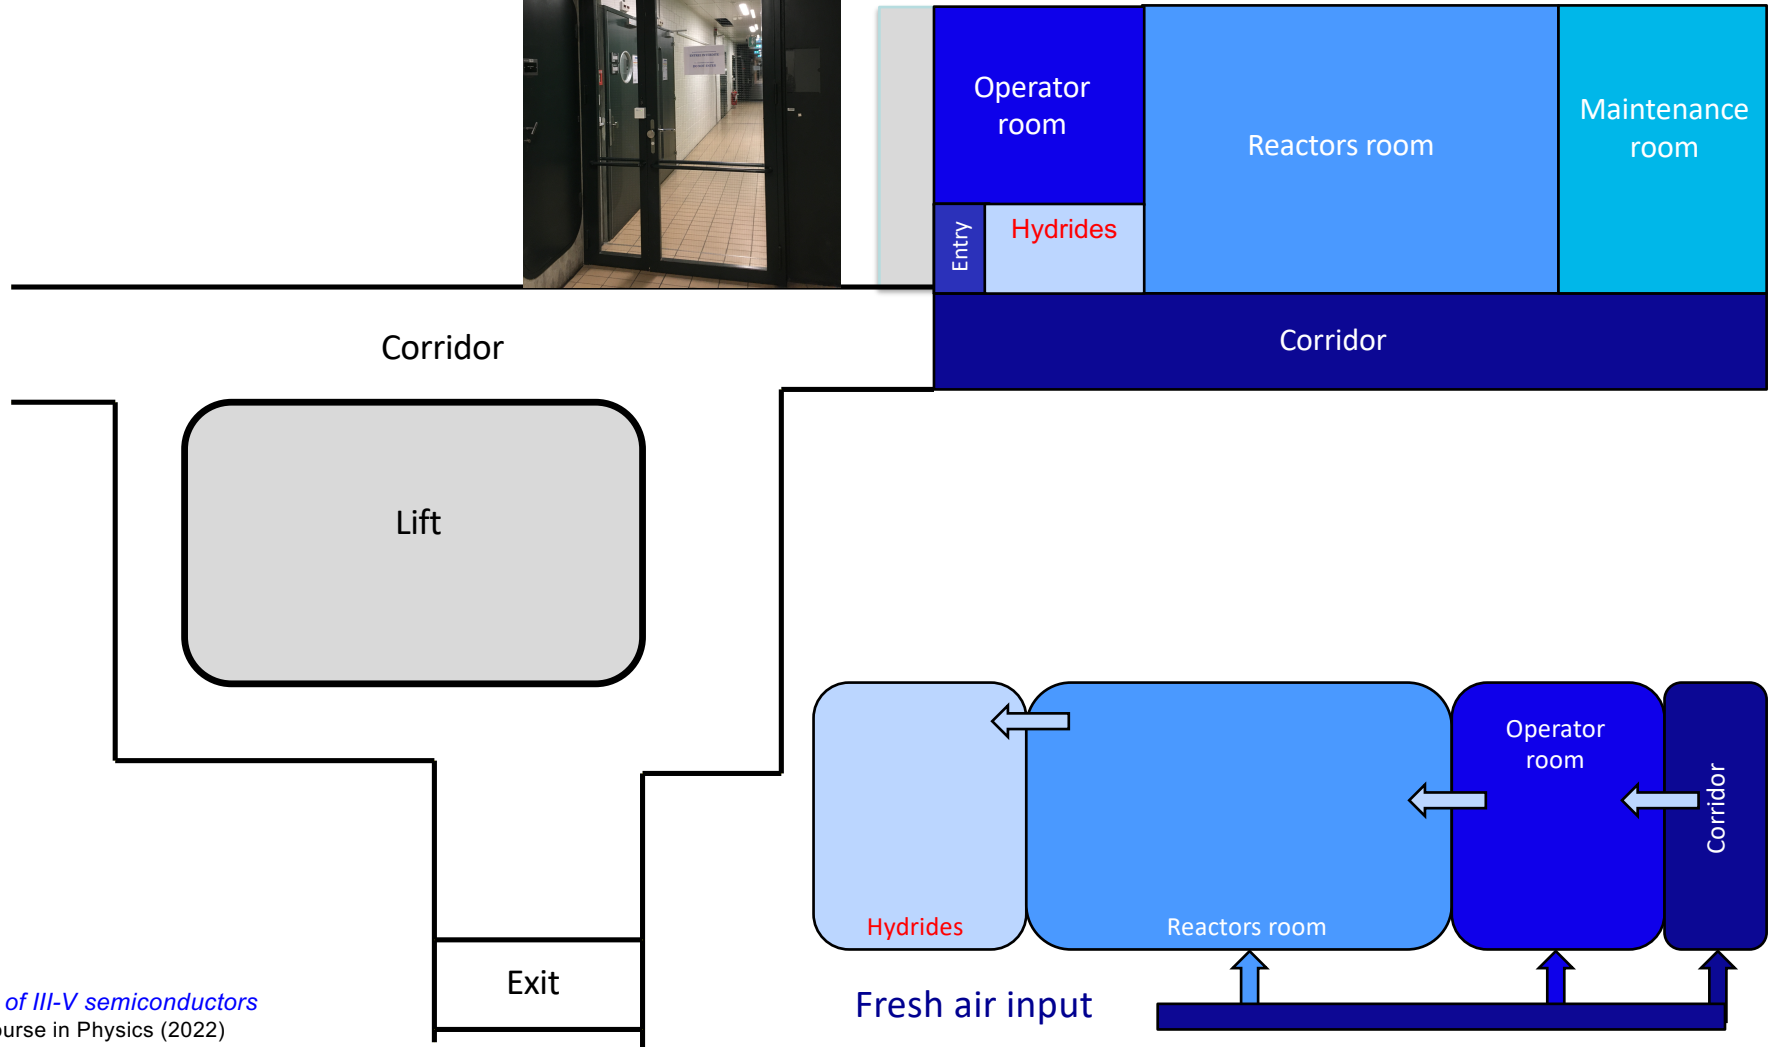 Operator
room
Reactors room
Maintenance
room
Entry
Hydrides
Corridor
Corridor
Lift
Exit
Operator
room
Corridor
Hydrides
Reactors room
Fresh air input
of III-V semiconductors
ourse in Physics (2022)